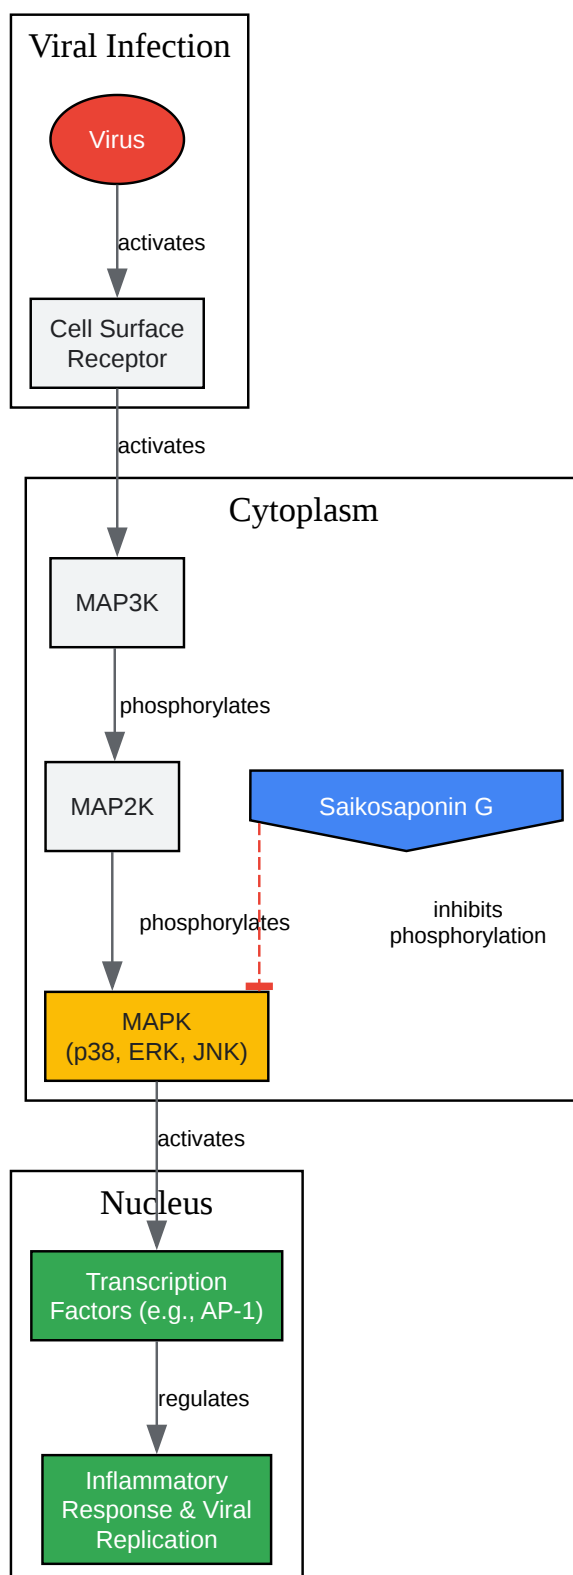 Viral Infection
Virus
activates
Cell Surface
Receptor
activates
Cytoplasm
MAP3K
phosphorylates
MAP2K
Saikosaponin G
phosphorylates
inhibits
phosphorylation
MAPK
(p38, ERK, JNK)
activates
Nucleus
Transcription
Factors (e.g., AP-1)
regulates
Inflammatory
Response & Viral
Replication